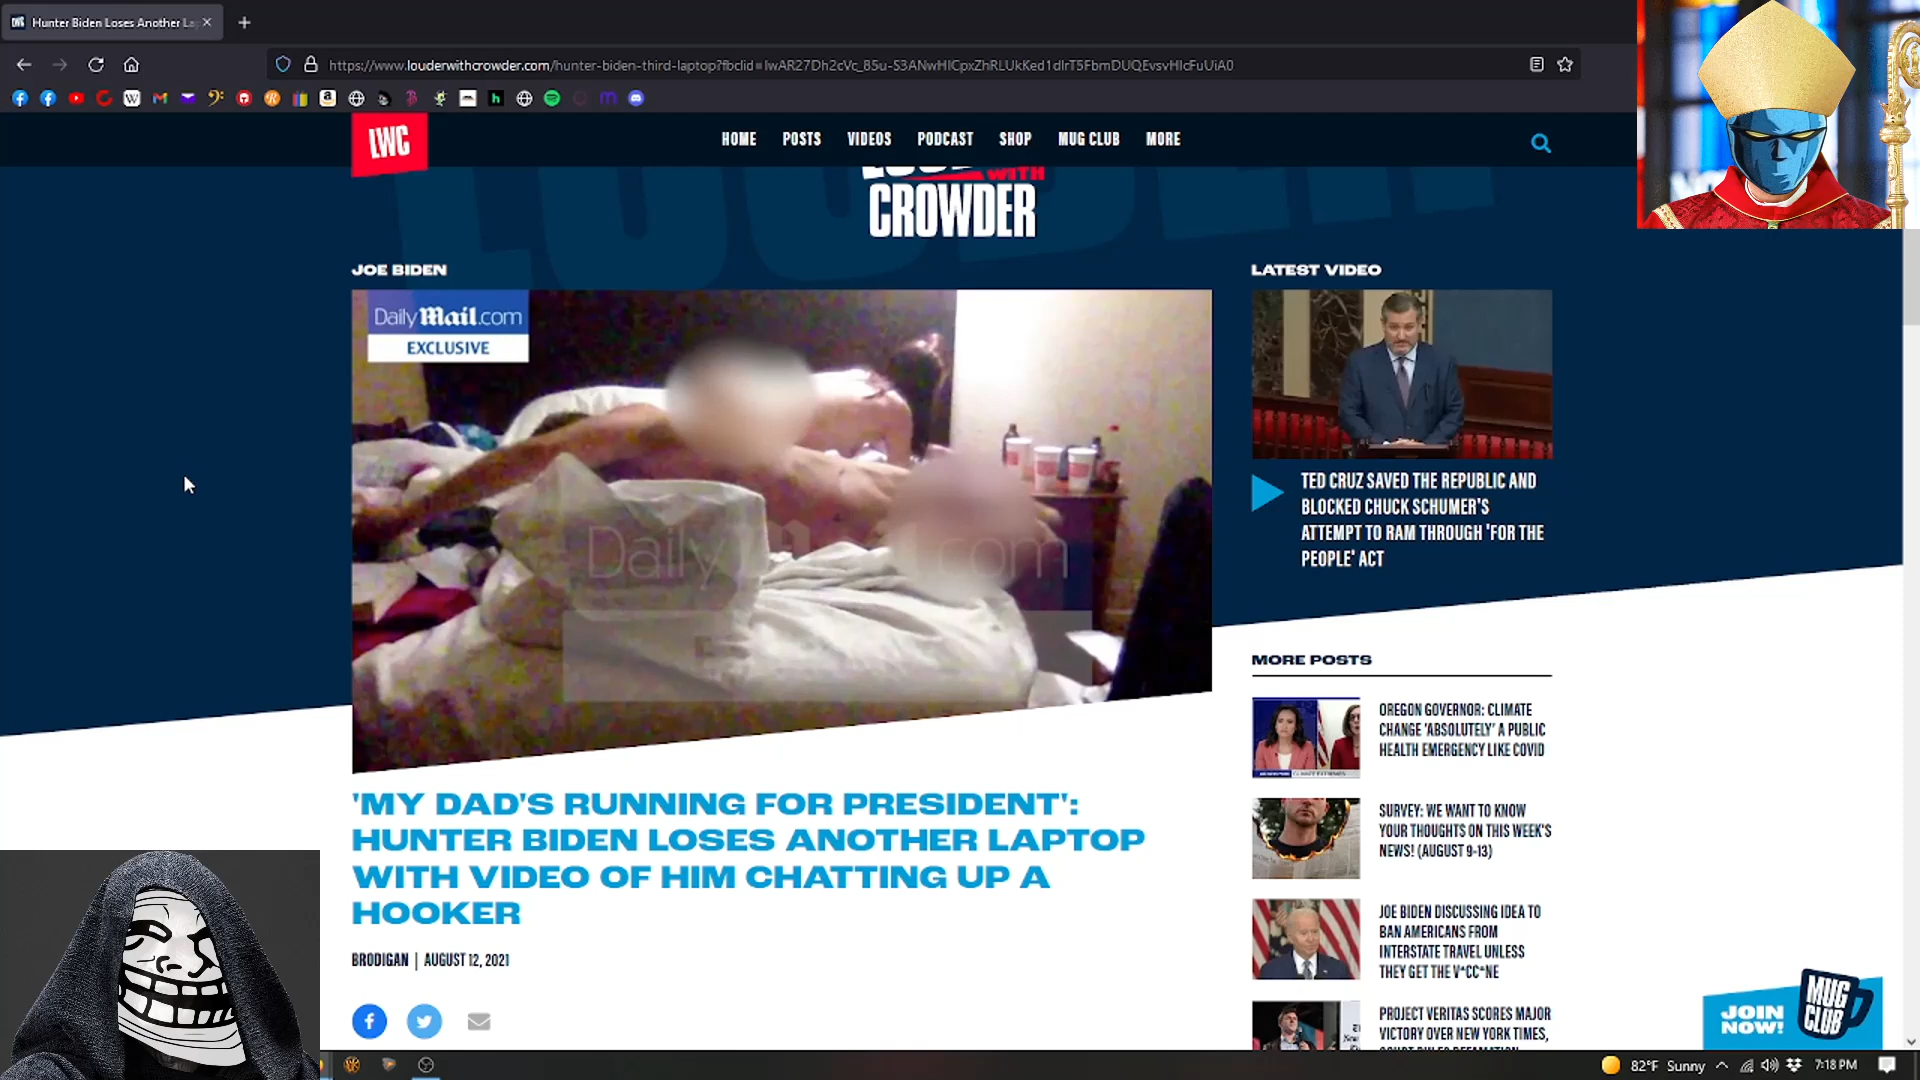 Hunter Biden Loses Another La
https://www.louderwithcrowder.com/hunter-biden-third-laptop?fbclid=IwAR27Dh2cVc_85u-S3ANwHlCpxZhRLUkKed1dlrT5FbmDUQEvsvHIdFuUiA0
LWC
HOME
POSTS
VIDEOS
PODCAST
SHOP
MUG CLUB
MORE
WITH
CROWDER
JOE BIDEN
LATEST VIDEO
DailyMail.com
EXCLUSIVE
DailyMail.com
TED CRUZ SAVED THE REPUBLIC AND
BLOCKED CHUCK SCHUMER'S
ATTEMPT TO RAM THROUGH 'FOR THE
PEOPLE' ACT
MORE POSTS
OREGON GOVERNOR: CLIMATE
CHANGE 'ABSOLUTELY' A PUBLIC
HEALTH EMERGENCY LIKE COVID
SURVEY: WE WANT TO KNOW
YOUR THOUGHTS ON THIS WEEK'S
NEWS! (AUGUST 9-13)
JOE BIDEN DISCUSSING IDEA TO
BAN AMERICANS FROM
INTERSTATE TRAVEL UNLESS
THEY GET THE V*CC*NE
PROJECT VERITAS SCORES MAJOR
VICTORY OVER NEW YORK TIMES,
'MY DAD'S RUNNING FOR PRESIDENT':
HUNTER BIDEN LOSES ANOTHER LAPTOP
WITH VIDEO OF HIM CHATTING UP A
HOOKER
BRODIGAN | AUGUST 12, 2021
JOIN
NOW!
MUG
CLUB
82°F Sunny
7:18 PM